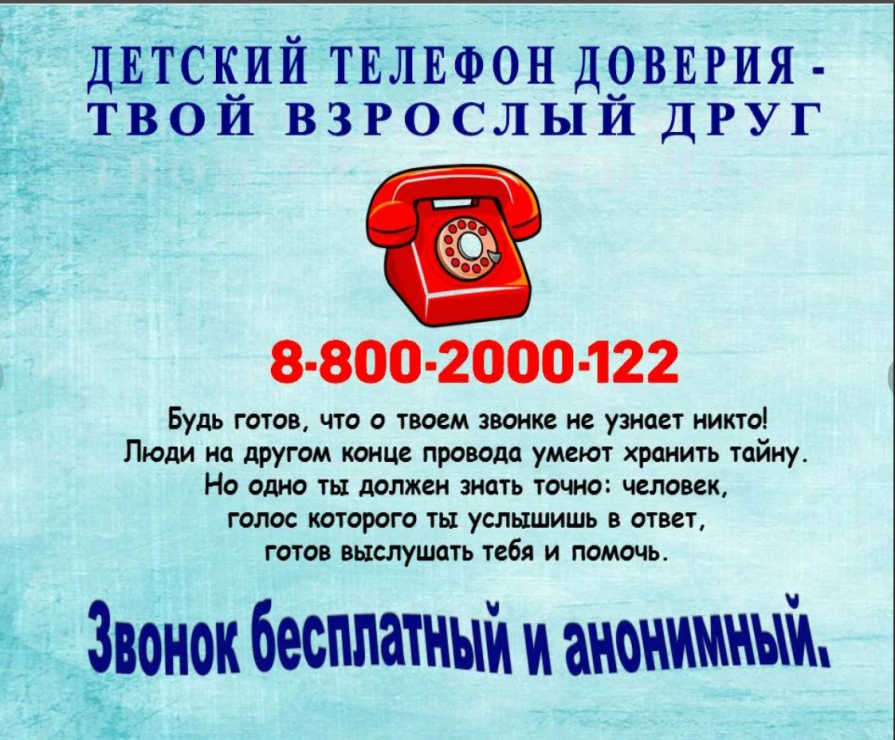 ДЕТСКИЙ ТЕЛЕФОН ДОВЕРИЯ -
ТВОЙ ВЗРОСЛЫЙ ДРУГ
8-800-2000-122
Будь готов, что о твоем звонке не узнает никто!
Люди на другом конце провода умеют хранить тайну.
Но одно ты должен знать точно: человек,
голос которого ты услышишь в ответ,
готов выслушать тебя и помочь.
Звонок бесплатный и анонимный.